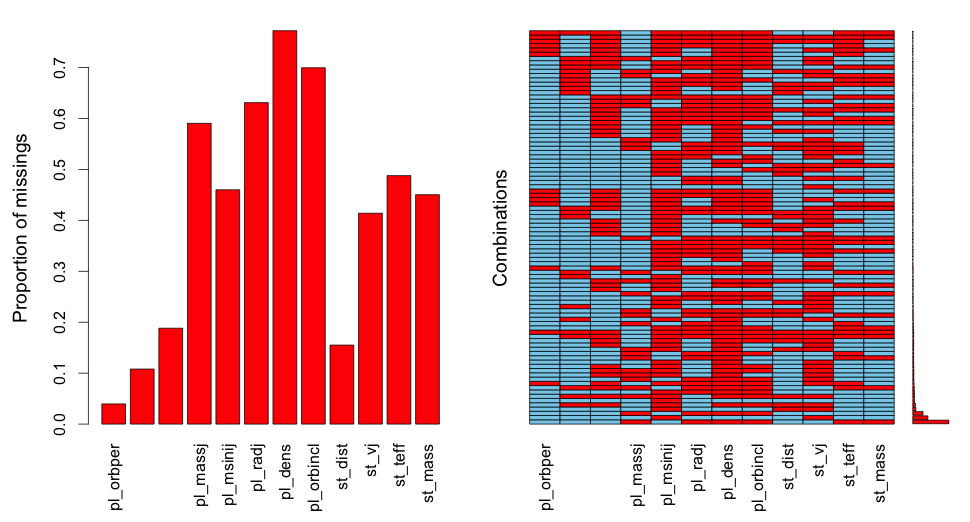 Proportion of missings
0.7
0.6
0.5
0.4
0.3
0.2
0.1
0.0
pl_orbper
pl_massj
pl_msinij
pl_radj
pl_dens
pl_orbincl
st_dist
st_vj
st_teff
st_mass
Combinations
pl_orbper
pl_massj
pl_msinij
pl_radj
pl_dens
pl_orbincl
st_dist
st_vj
st_teff
st_mass